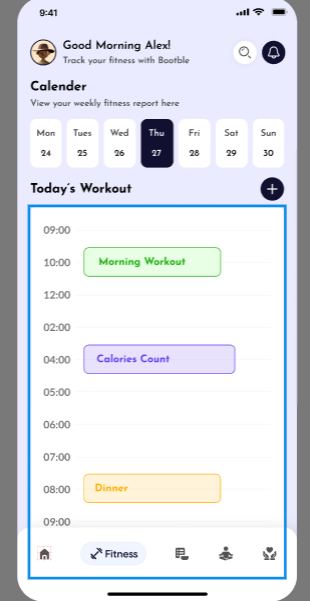 9:41
Good Morning Alex!
Track your fitness with Bootble
Calender
View your weekly fitness report here
Mon Tues Wed Thu Fri Sat Sun
24 25 26 27 28 29 30
Today's Workout
09:00
10:00 Morning Workout
12:00
02:00
04:00 Calories Count
05:00
06:00
07:00
08:00 Dinner
09:00
Fitness